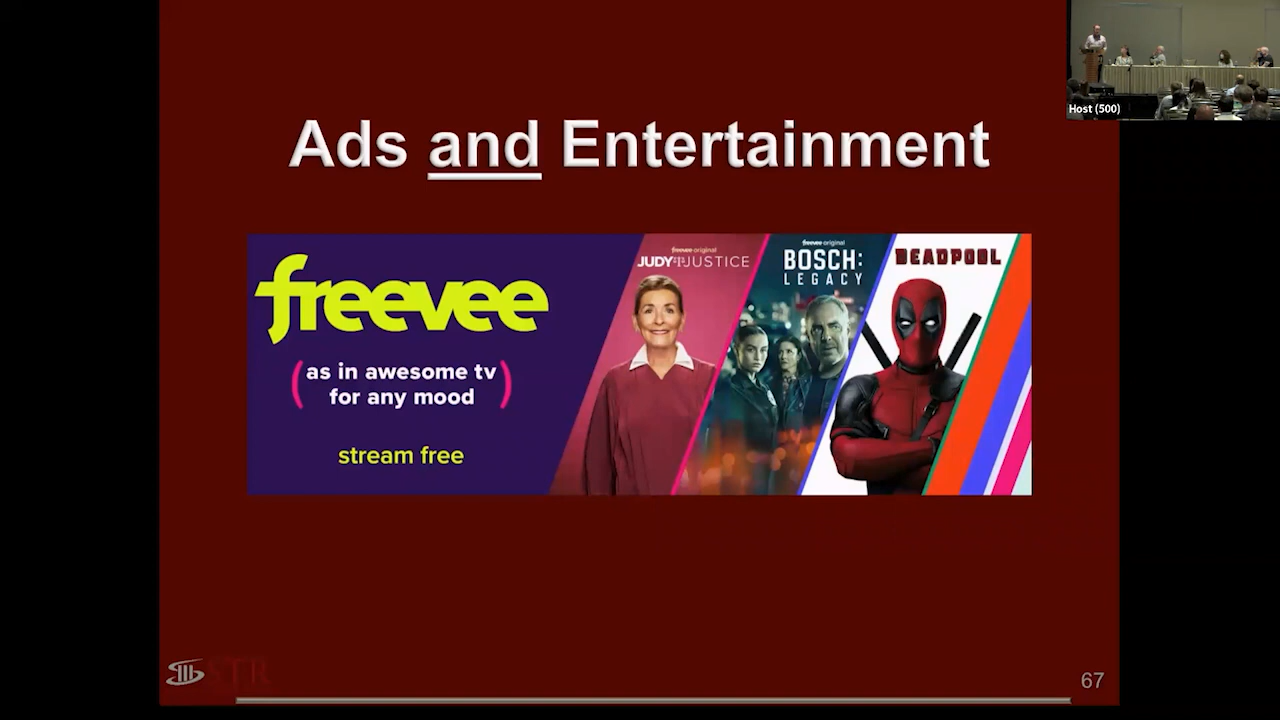 Host (500)
Ads and Entertainment
freevee
(as in awesome tv
for any mood)
stream free
freevee original
JUDY JUSTICE
freevee original
BOSCH:
LEGACY
DEADPOOL
STR
67